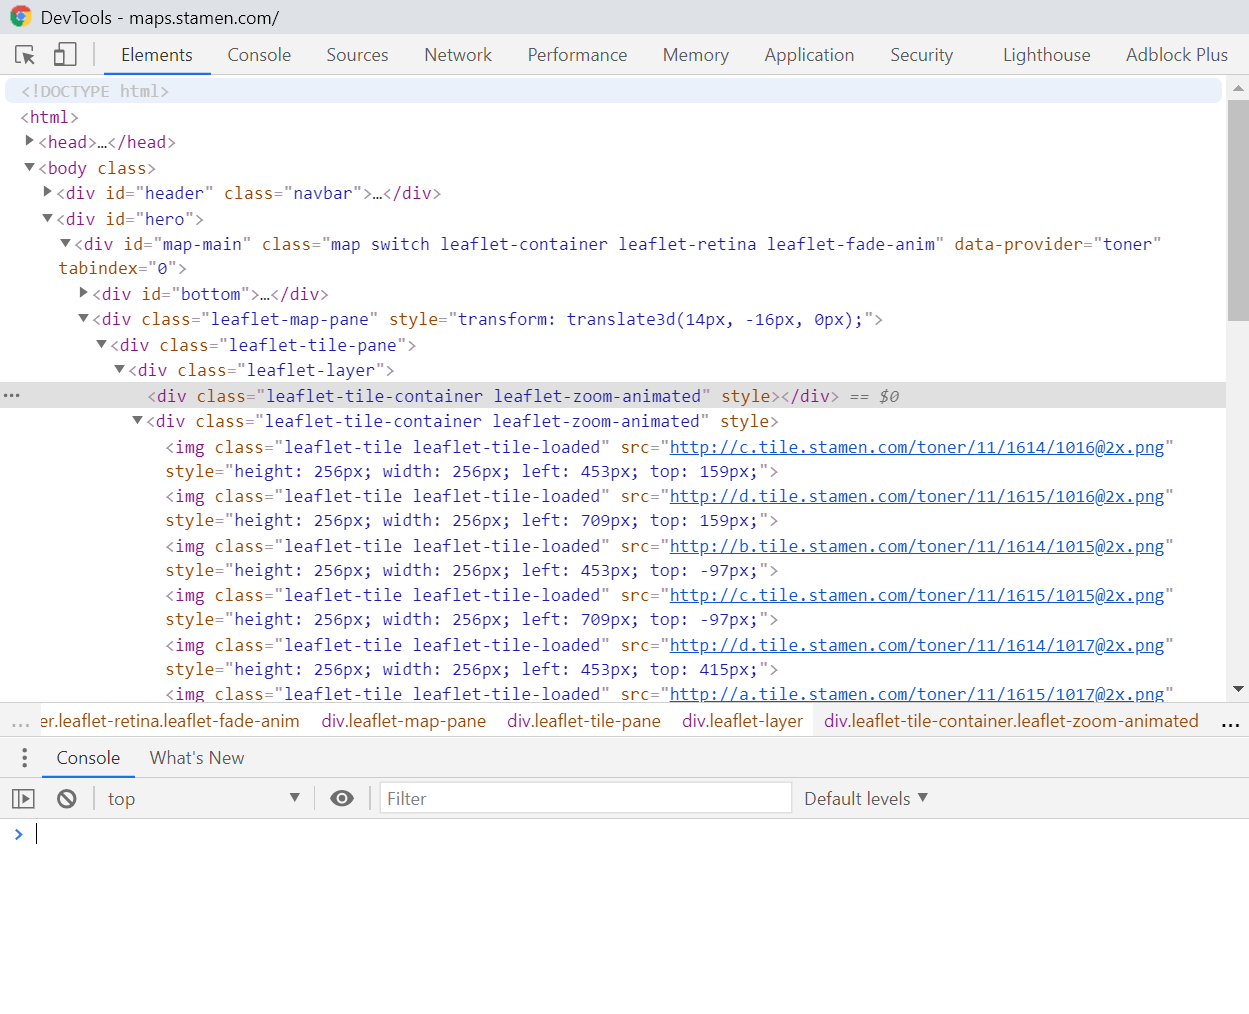 DevTools - maps.stamen.com/
Elements Console Sources Network Performance Memory Application Security Lighthouse Adblock Plus
<!DOCTYPE html>
<html>
<head>…</head>
<body class>
<div id="header" class="navbar">…</div>
<div id="hero">
<div id="map-main" class="map switch leaflet-container leaflet-retina leaflet-fade-anim" data-provider="toner"
tabindex="0">
<div id="bottom">…</div>
<div class="leaflet-map-pane" style="transform: translate3d(14px, -16px, 0px);">
<div class="leaflet-tile-pane">
<div class="leaflet-layer">
… <div class="leaflet-tile-container leaflet-zoom-animated" style></div> == $0
<div class="leaflet-tile-container leaflet-zoom-animated" style>
<img class="leaflet-tile leaflet-tile-loaded" src="http://c.tile.stamen.com/toner/11/1614/1016@2x.png"
style="height: 256px; width: 256px; left: 453px; top: 159px;">
<img class="leaflet-tile leaflet-tile-loaded" src="http://d.tile.stamen.com/toner/11/1615/1016@2x.png"
style="height: 256px; width: 256px; left: 709px; top: 159px;">
<img class="leaflet-tile leaflet-tile-loaded" src="http://b.tile.stamen.com/toner/11/1614/1015@2x.png"
style="height: 256px; width: 256px; left: 453px; top: -97px;">
<img class="leaflet-tile leaflet-tile-loaded" src="http://c.tile.stamen.com/toner/11/1615/1015@2x.png"
style="height: 256px; width: 256px; left: 709px; top: -97px;">
<img class="leaflet-tile leaflet-tile-loaded" src="http://d.tile.stamen.com/toner/11/1614/1017@2x.png"
style="height: 256px; width: 256px; left: 453px; top: 415px;">
<img class="leaflet-tile leaflet-tile-loaded" src="http://a.tile.stamen.com/toner/11/1615/1017@2x.png"
... er.leaflet-retina.leaflet-fade-anim div.leaflet-map-pane div.leaflet-tile-pane div.leaflet-layer div.leaflet-tile-container.leaflet-zoom-animated ...
Console What's New
top Filter Default levels
>